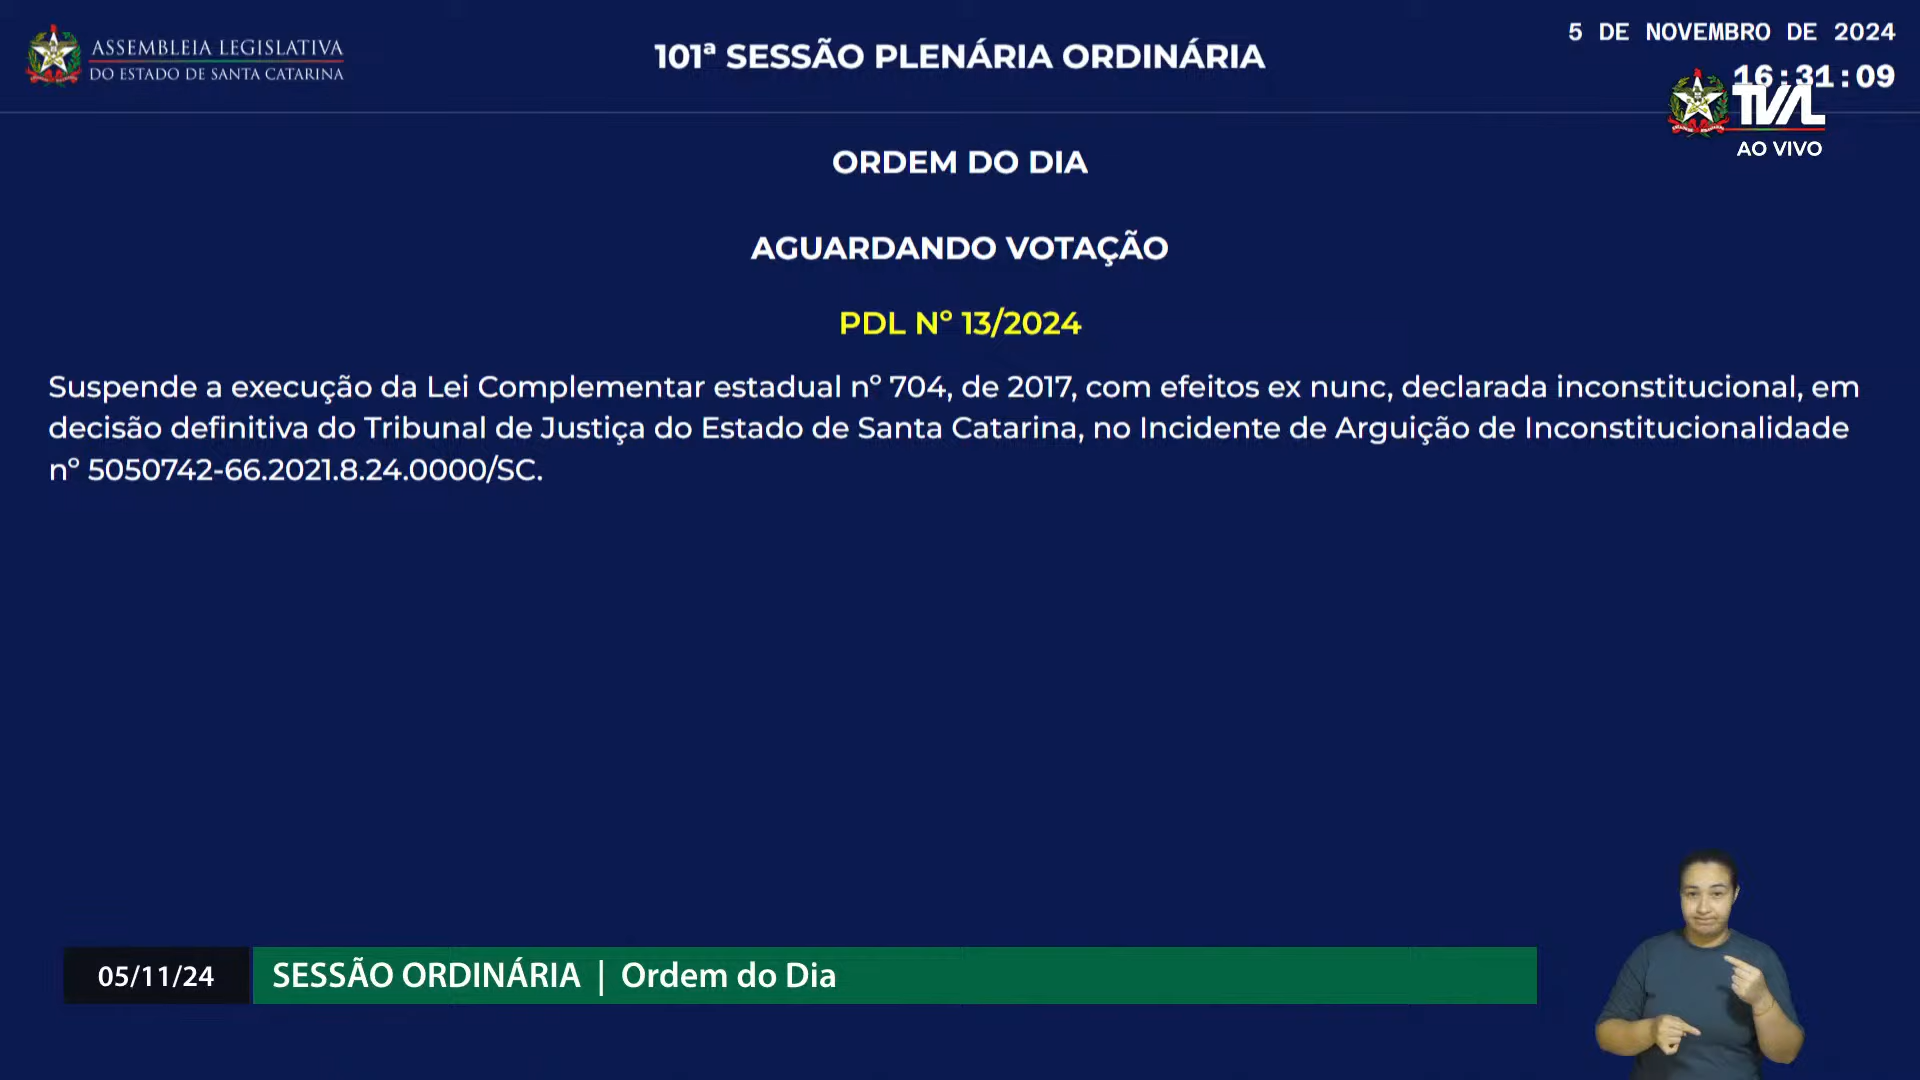 ASSEMBLEIA LEGISLATIVA
DO ESTADO DE SANTA CATARINA
101ª SESSÃO PLENÁRIA ORDINÁRIA
5 DE NOVEMBRO DE 2024
16:31:09
TVAL
AO VIVO
ORDEM DO DIA
AGUARDANDO VOTAÇÃO
PDL Nº 13/2024
Suspende a execução da Lei Complementar estadual nº 704, de 2017, com efeitos ex nunc, declarada inconstitucional, em
decisão definitiva do Tribunal de Justiça do Estado de Santa Catarina, no Incidente de Arguição de Inconstitucionalidade
nº 5050742-66.2021.8.24.0000/SC.
05/11/24
SESSÃO ORDINÁRIA | Ordem do Dia